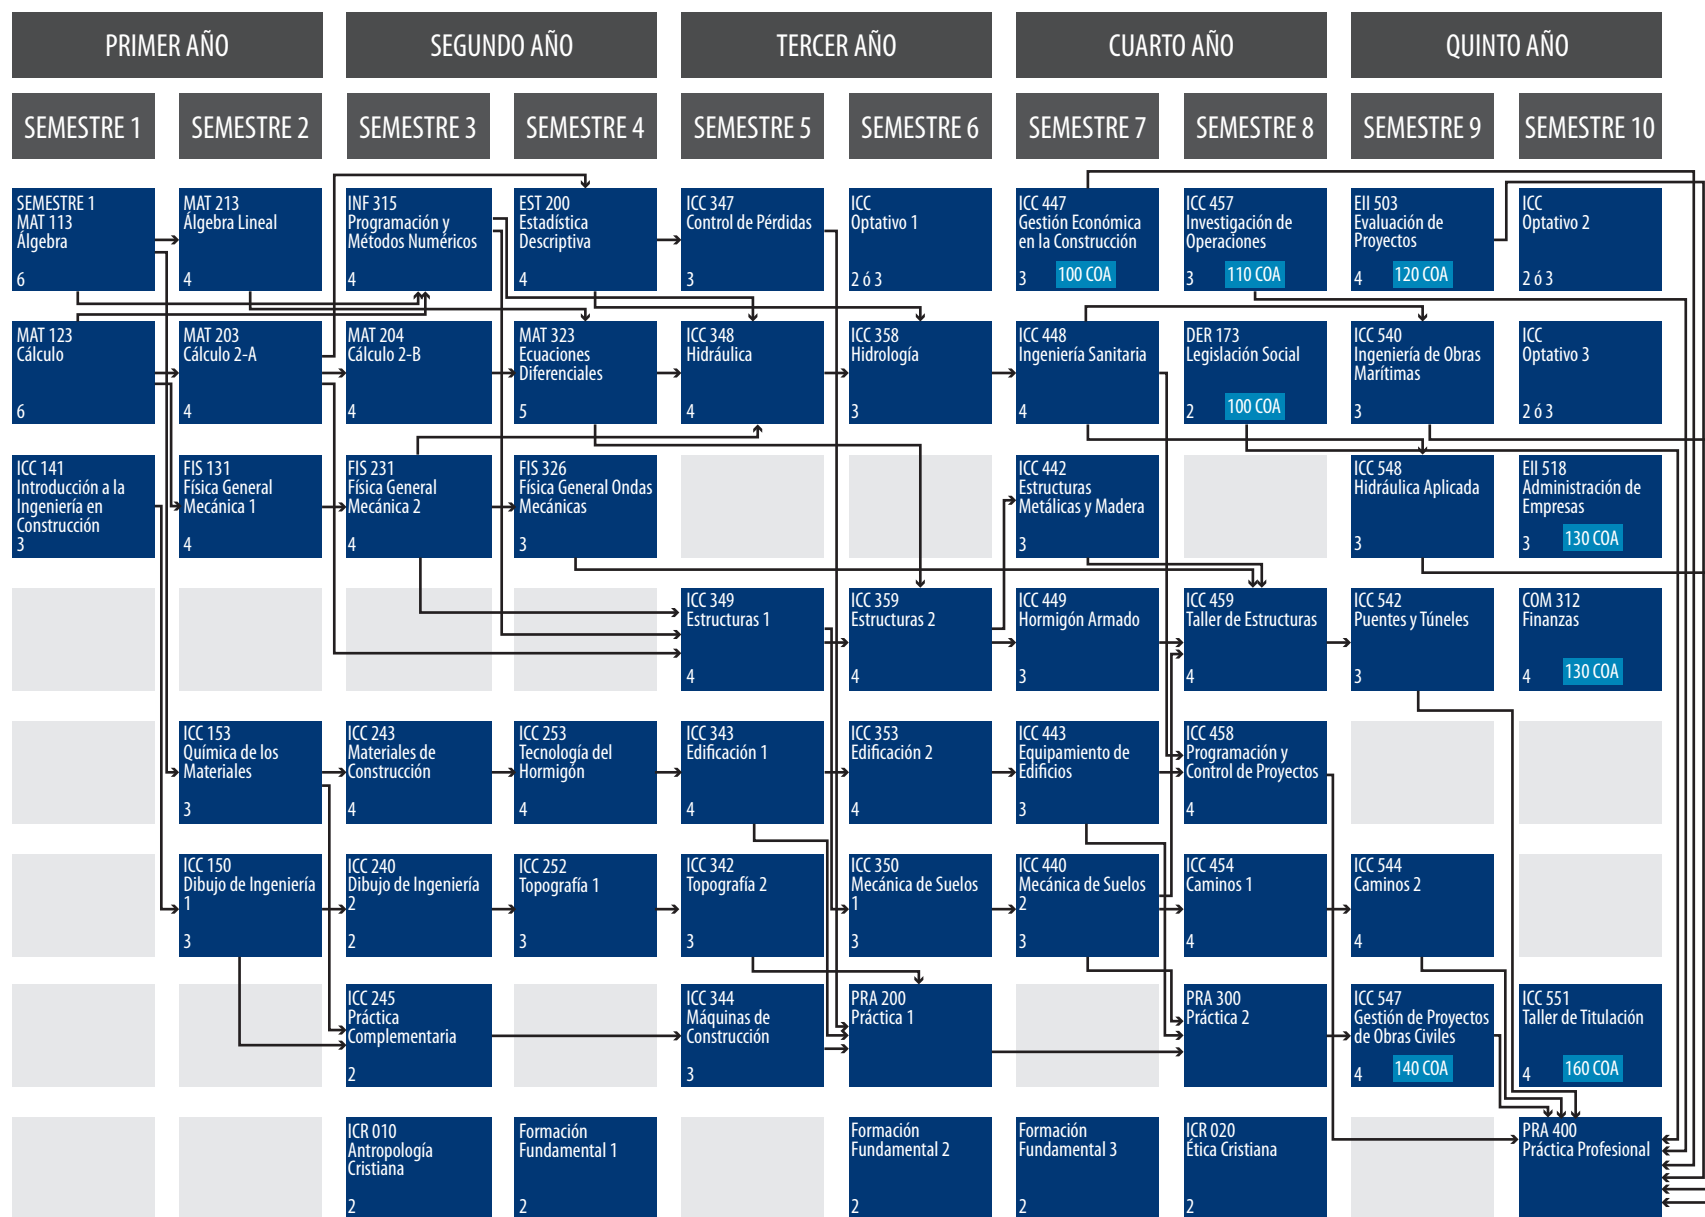 PRIMER AÑO
SEGUNDO AÑO
TERCER AÑO
CUARTO AÑO
QUINTO AÑO
SEMESTRE 1
SEMESTRE 2
SEMESTRE 3
SEMESTRE 4
SEMESTRE 5
SEMESTRE 6
SEMESTRE 7
SEMESTRE 8
SEMESTRE 9
SEMESTRE 10
SEMESTRE 1
MAT 113
Álgebra
6
MAT 213
Álgebra Lineal
4
INF 315
Programación y
Métodos Numéricos
4
EST 200
Estadística
Descriptiva
4
ICC 347
Control de Pérdidas
3
ICC
Optativo 1
2 ó 3
ICC 447
Gestión Económica
en la Construcción
3
100 COA
ICC 457
Investigación de
Operaciones
3
110 COA
EII 503
Evaluación de
Proyectos
4
120 COA
ICC
Optativo 2
2 ó 3
MAT 123
Cálculo
6
MAT 203
Cálculo 2-A
4
MAT 204
Cálculo 2-B
4
MAT 323
Ecuaciones
Diferenciales
5
ICC 348
Hidráulica
4
ICC 358
Hidrología
3
ICC 448
Ingeniería Sanitaria
4
DER 173
Legislación Social
2
100 COA
ICC 540
Ingeniería de Obras
Marítimas
3
ICC
Optativo 3
2 ó 3
ICC 141
Introducción a la
Ingeniería en
Construcción
3
FIS 131
Física General
Mecánica 1
4
FIS 231
Física General
Mecánica 2
4
FIS 326
Física General Ondas
Mecánicas
3
ICC 442
Estructuras
Metálicas y Madera
3
ICC 548
Hidráulica Aplicada
3
EII 518
Administración de
Empresas
3
130 COA
ICC 349
Estructuras 1
4
ICC 359
Estructuras 2
4
ICC 449
Hormigón Armado
3
ICC 459
Taller de Estructuras
4
ICC 542
Puentes y Túneles
3
COM 312
Finanzas
4
130 COA
ICC 153
Química de los
Materiales
3
ICC 243
Materiales de
Construcción
4
ICC 253
Tecnología del
Hormigón
4
ICC 343
Edificación 1
4
ICC 353
Edificación 2
4
ICC 443
Equipamiento de
Edificios
3
ICC 458
Programación y
Control de Proyectos
4
ICC 150
Dibujo de Ingeniería
1
3
ICC 240
Dibujo de Ingeniería
2
2
ICC 252
Topografía 1
3
ICC 342
Topografía 2
3
ICC 350
Mecánica de Suelos
1
3
ICC 440
Mecánica de Suelos
2
3
ICC 454
Caminos 1
4
ICC 544
Caminos 2
4
ICC 245
Práctica
Complementaria
2
ICC 344
Máquinas de
Construcción
3
PRA 200
Práctica 1
PRA 300
Práctica 2
ICC 547
Gestión de Proyectos
de Obras Civiles
4
140 COA
ICC 551
Taller de Titulación
4
160 COA
ICR 010
Antropología
Cristiana
2
Formación
Fundamental 1
2
Formación
Fundamental 2
2
Formación
Fundamental 3
2
ICR 020
Ética Cristiana
2
PRA 400
Práctica Profesional